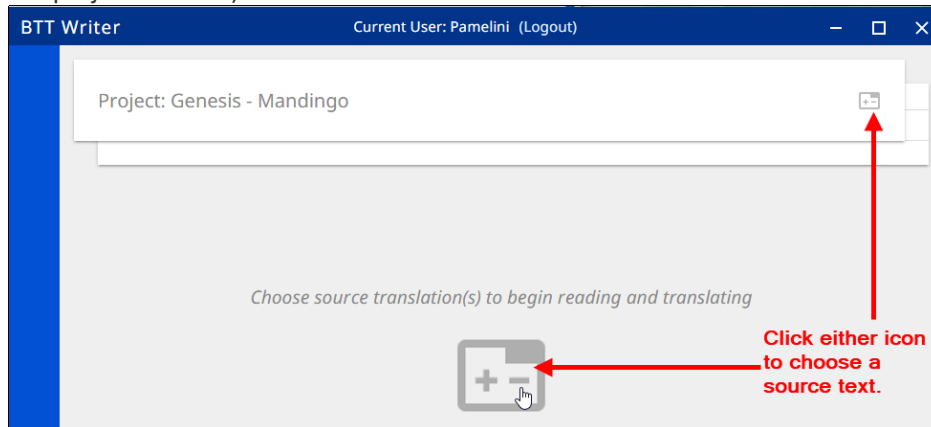 BTT Writer Current User: Pamelini (Logout)
Project: Genesis - Mandingo
Choose source translation(s) to begin reading and translating
Click either icon
to choose a
source text.